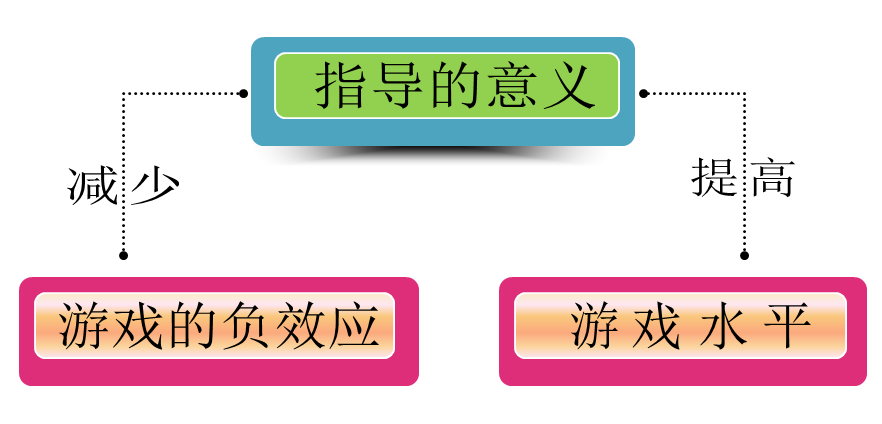 指导的意义
减少
提高
游戏的负效应
游戏水平